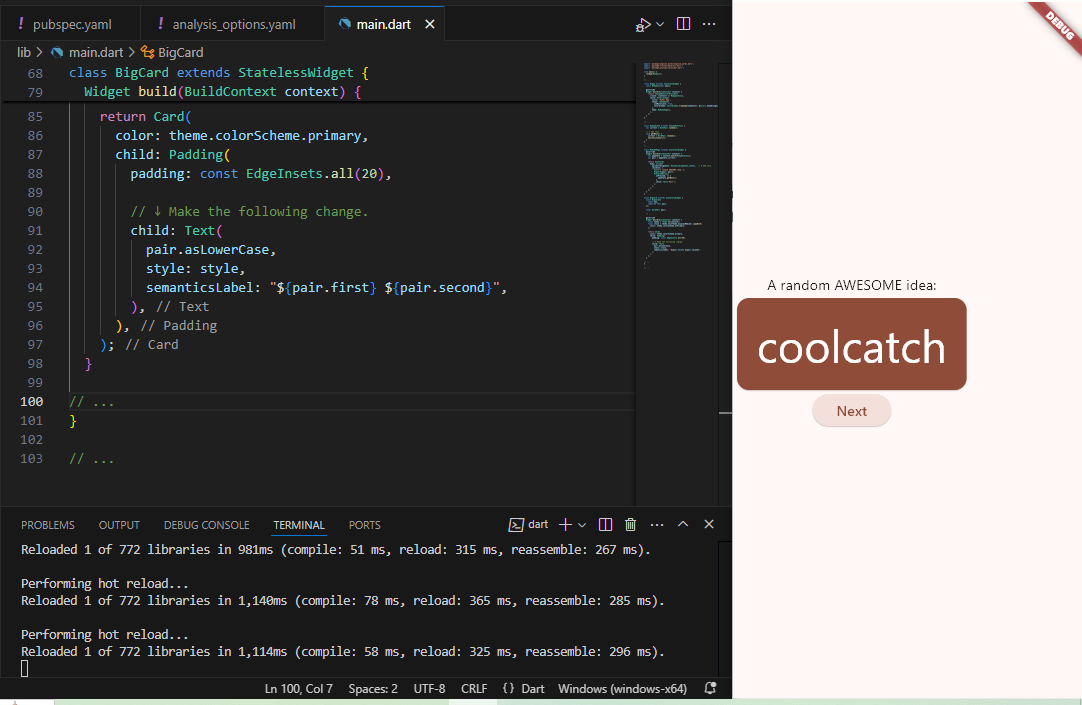 ! pubspec.yaml
! analysis_options.yaml
main.dart
DEBUG
lib > main.dart > BigCard
68 class BigCard extends StatelessWidget {
79 Widget build(BuildContext context) {
85 return Card(
86 color: theme.colorScheme.primary,
87 child: Padding(
88 padding: const EdgeInsets.all(20),
89
90 // ↓ Make the following change.
91 child: Text(
92 pair.asLowerCase,
93 style: style,
94 semanticsLabel: "${pair.first} ${pair.second}",
95 ), // Text
96 ), // Padding
97 ); // Card
98 }
99
100 // ...
101 }
102
103 // ...
A random AWESOME idea:
coolcatch
Next
PROBLEMS OUTPUT DEBUG CONSOLE TERMINAL PORTS dart
Reloaded 1 of 772 libraries in 981ms (compile: 51 ms, reload: 315 ms, reassemble: 267 ms).
Performing hot reload...
Reloaded 1 of 772 libraries in 1,140ms (compile: 78 ms, reload: 365 ms, reassemble: 285 ms).
Performing hot reload...
Reloaded 1 of 772 libraries in 1,114ms (compile: 58 ms, reload: 325 ms, reassemble: 296 ms).
Ln 100, Col 7 Spaces: 2 UTF-8 CRLF {} Dart Windows (windows-x64)